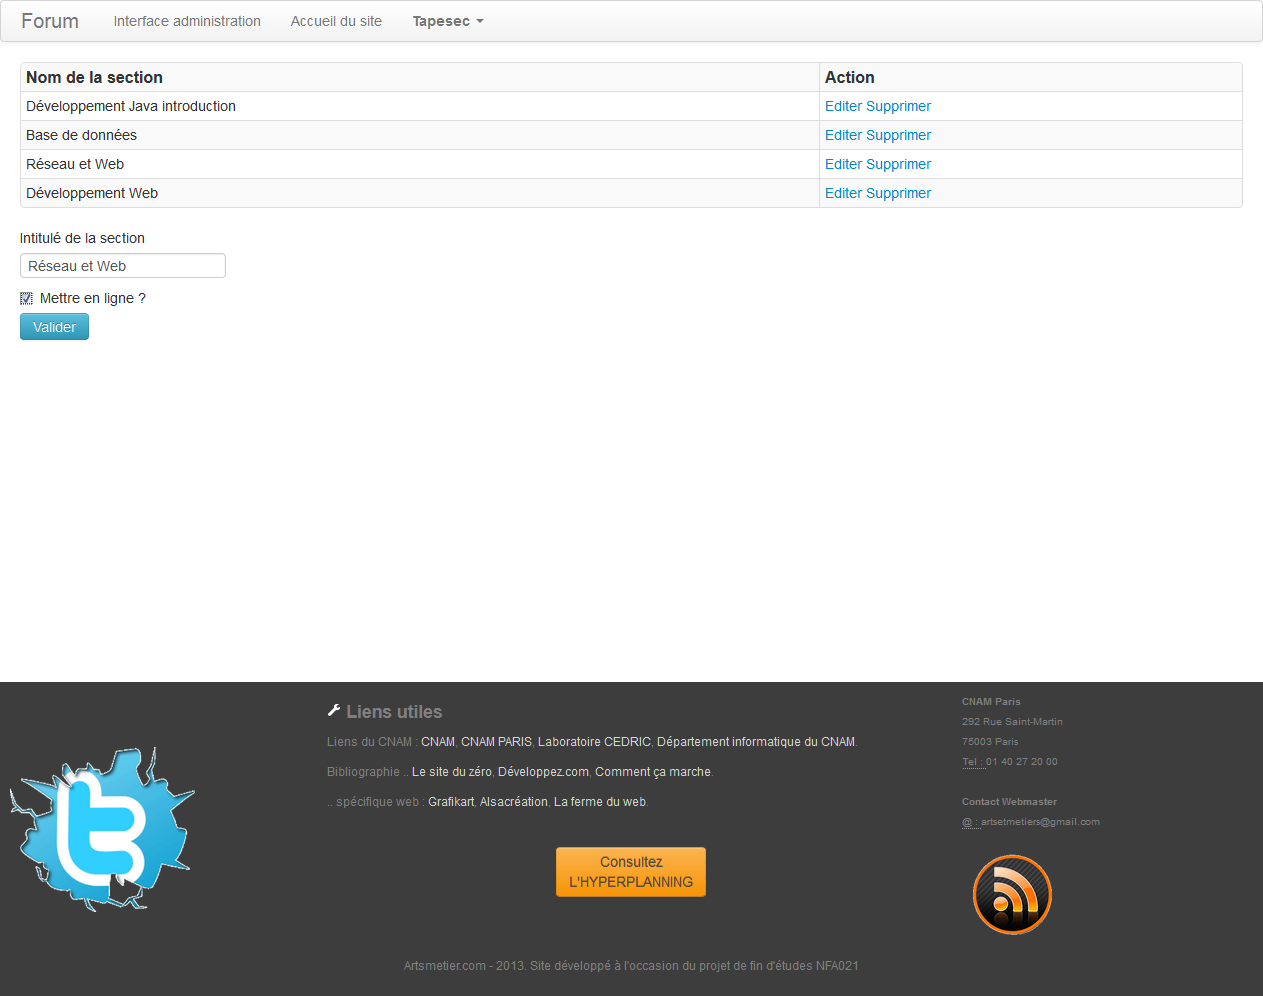 Forum Interface administration Accueil du site Tapesec
Nom de la section Action
Développement Java introduction Editer Supprimer
Base de données Editer Supprimer
Réseau et Web Editer Supprimer
Développement Web Editer Supprimer
Intitulé de la section
Réseau et Web
Mettre en ligne ?
Valider
Liens utiles
Liens du CNAM : CNAM, CNAM PARIS, Laboratoire CEDRIC, Département informatique du CNAM.
Bibliographie .. Le site du zéro, Développez.com, Comment ça marche.
.. spécifique web : Grafikart, Alsacréation, La ferme du web.
Consultez
L'HYPERPLANNING
CNAM Paris
292 Rue Saint-Martin
75003 Paris
Tel : 01 40 27 20 00
Contact Webmaster
@ : artsetmetiers@gmail.com
Artsmetier.com - 2013. Site développé à l'occasion du projet de fin d'études NFA021